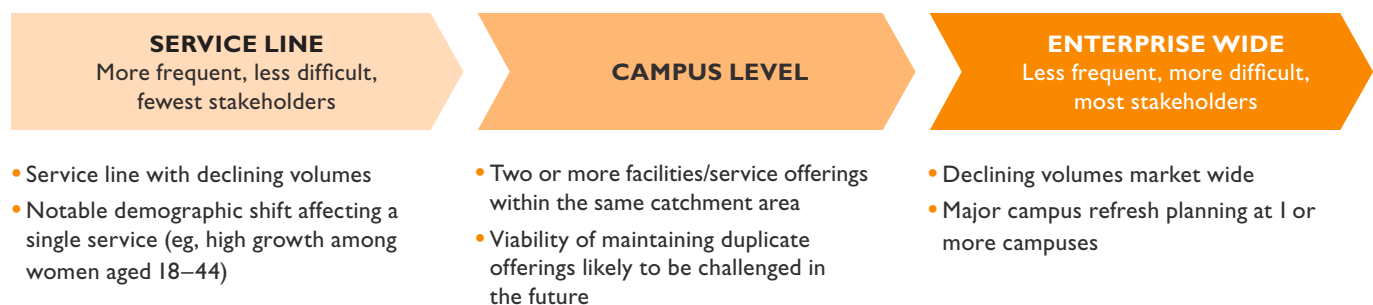 SERVICE LINE
More frequent, less difficult,
fewest stakeholders
• Service line with declining volumes
• Notable demographic shift affecting a
single service (eg, high growth among
women aged 18–44)
CAMPUS LEVEL
• Two or more facilities/service offerings
within the same catchment area
• Viability of maintaining duplicate
offerings likely to be challenged in
the future
ENTERPRISE WIDE
Less frequent, more difficult,
most stakeholders
• Declining volumes market wide
• Major campus refresh planning at 1 or
more campuses